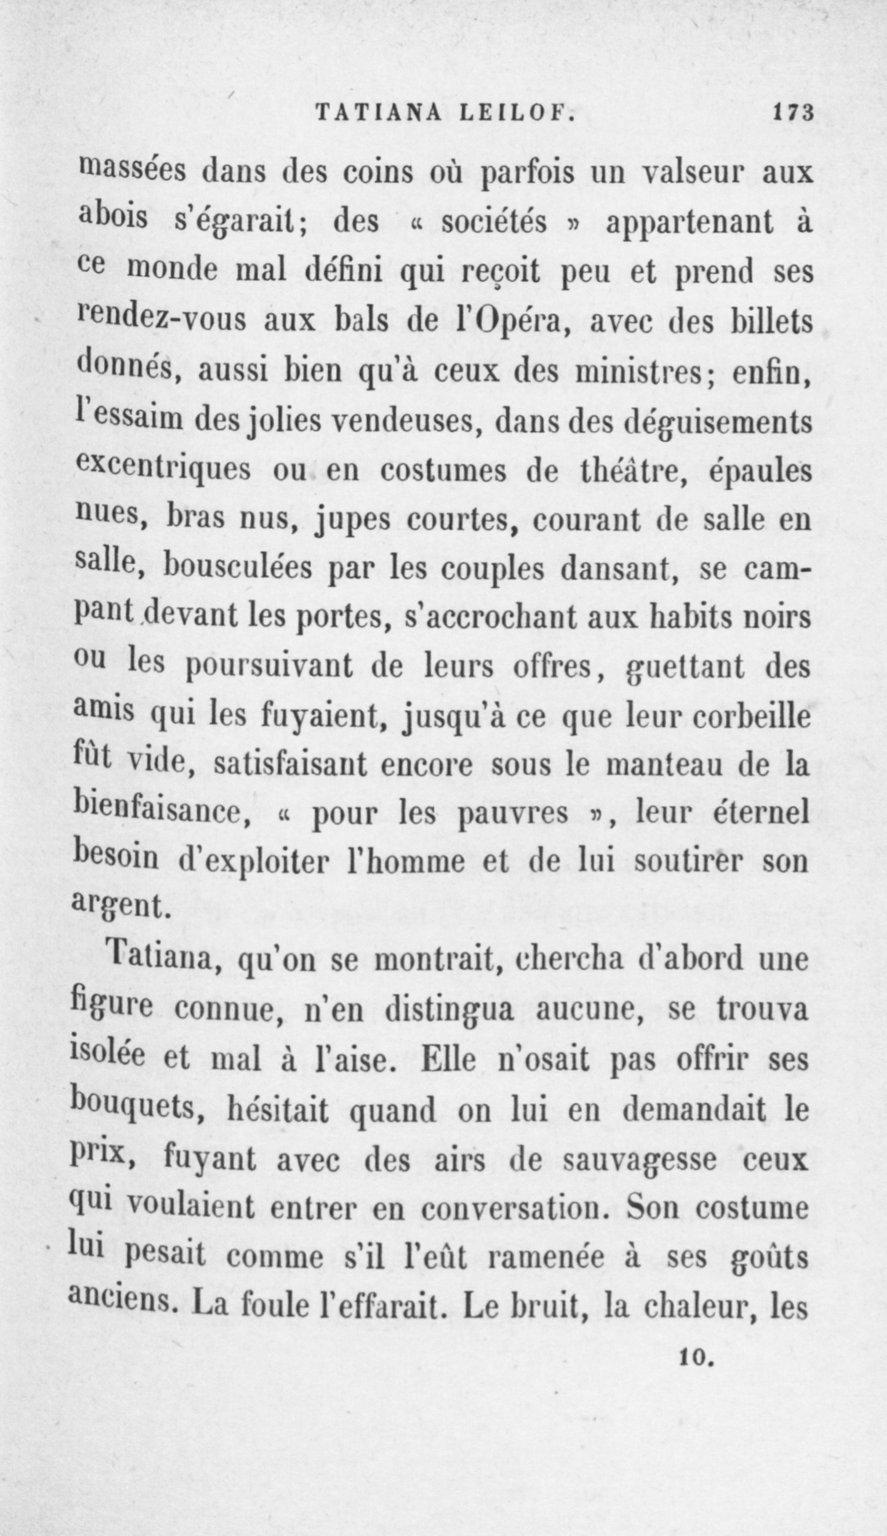 TATIANA LEILOF. 173
massées dans des coins où parfois un valseur aux
abois s'égarait; des « sociétés » appartenant à
ce monde mal défini qui reçoit peu et prend ses
rendez-vous aux bals de l'Opéra, avec des billets
donnés, aussi bien qu'à ceux des ministres; enfin,
l'essaim des jolies vendeuses, dans des déguisements
excentriques ou en costumes de théâtre, épaules
nues, bras nus, jupes courtes, courant de salle en
salle, bousculées par les couples dansant, se cam-
pant devant les portes, s'accrochant aux habits noirs
ou les poursuivant de leurs offres, guettant des
amis qui les fuyaient, jusqu'à ce que leur corbeille
fût vide, satisfaisant encore sous le manteau de la
bienfaisance, « pour les pauvres », leur éternel
besoin d'exploiter l'homme et de lui soutirer son
argent.
Tatiana, qu'on se montrait, chercha d'abord une
figure connue, n'en distingua aucune, se trouva
isolée et mal à l'aise. Elle n'osait pas offrir ses
bouquets, hésitait quand on lui en demandait le
prix, fuyant avec des airs de sauvagesse ceux
qui voulaient entrer en conversation. Son costume
lui pesait comme s'il l'eût ramenée à ses goûts
anciens. La foule l'effarait. Le bruit, la chaleur, les
10.